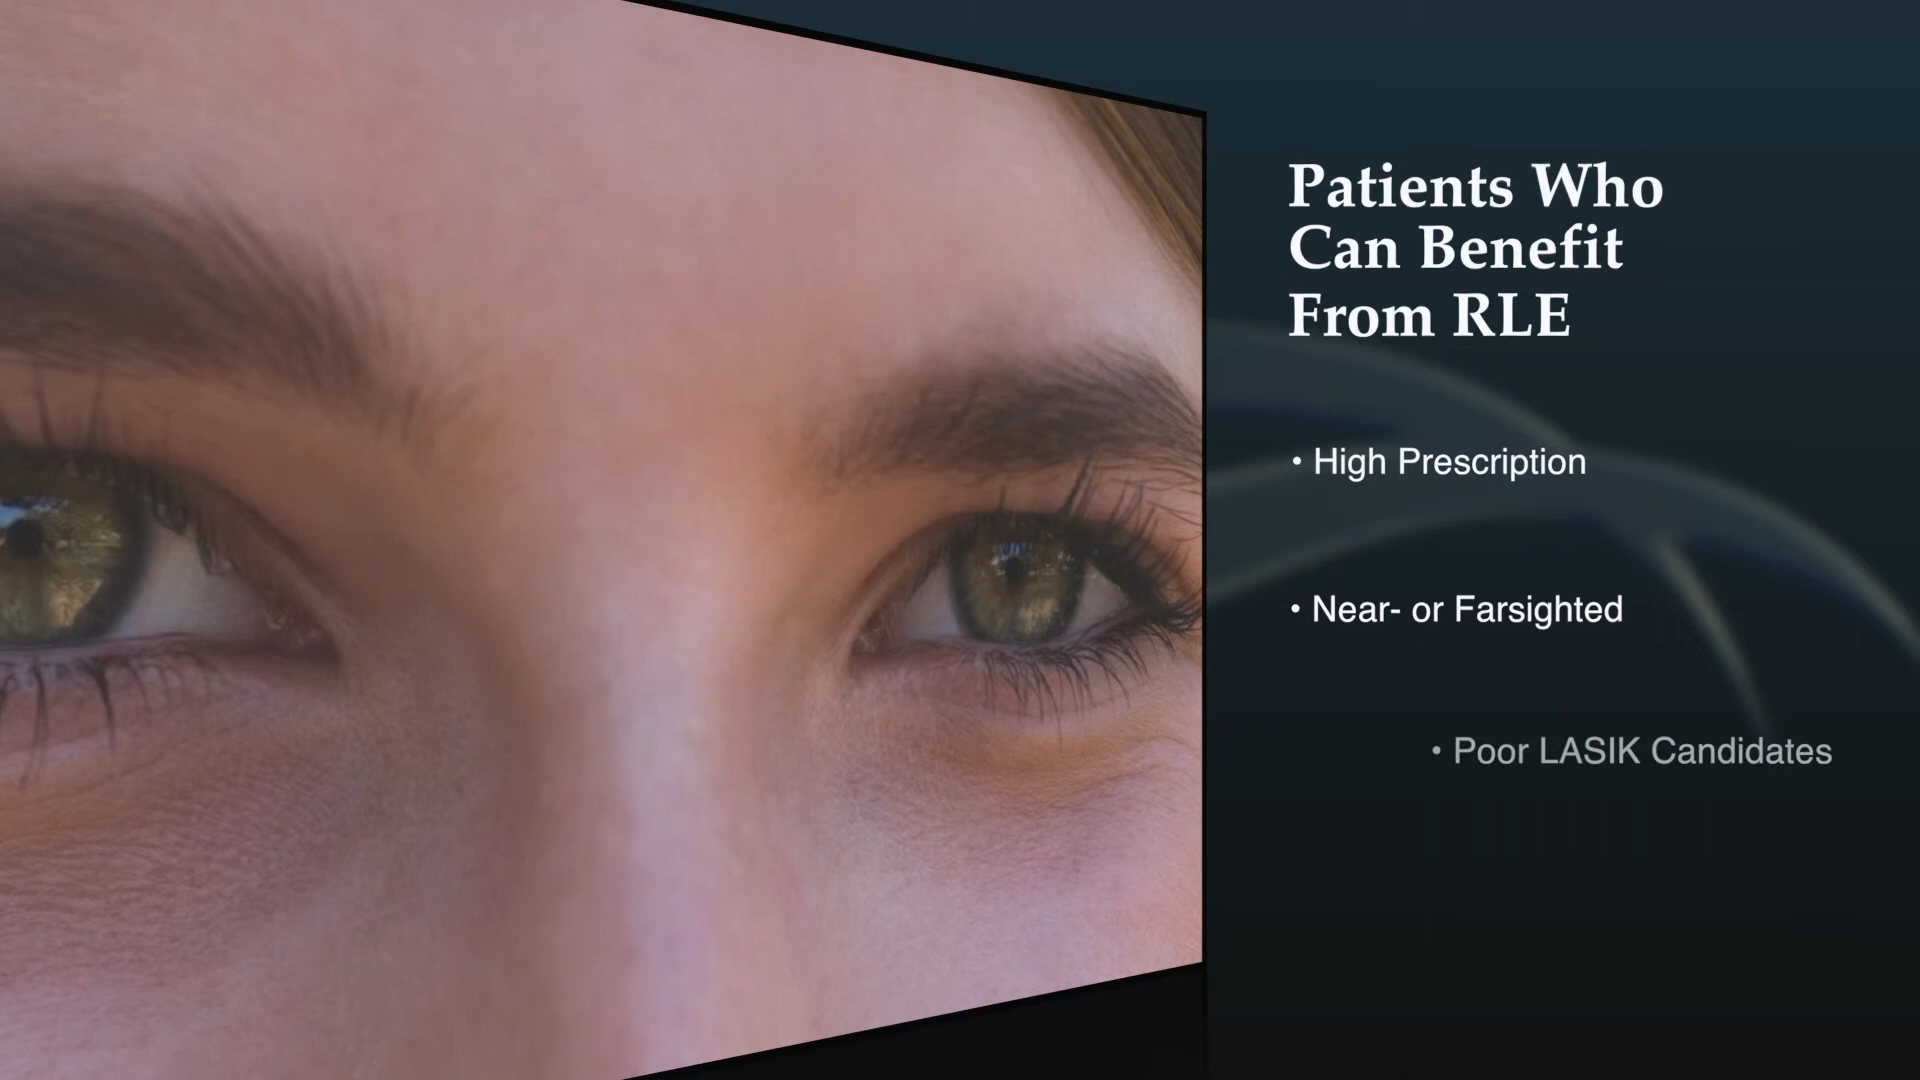 Patients Who
Can Benefit
From RLE
• High Prescription
• Near- or Farsighted
• Poor LASIK Candidates